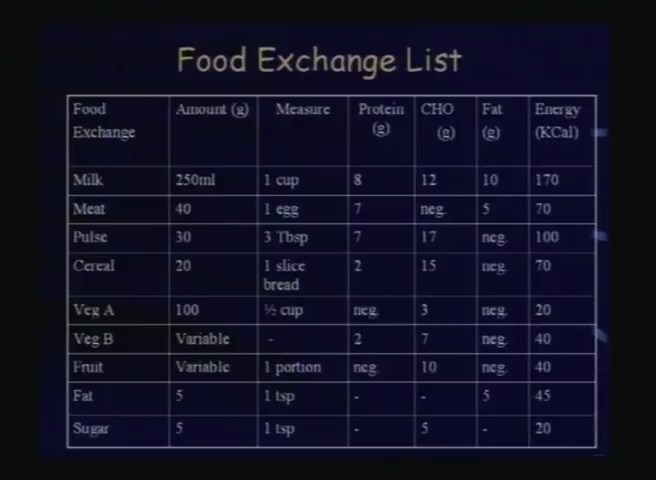 Food Exchange List
Food Exchange Amount (g) Measure Protein (g) CHO (g) Fat (g) Energy (KCal)
Milk 250ml 1 cup 8 12 10 170
Meat 40 1 egg 7 neg. 5 70
Pulse 30 3 Tbsp 7 17 neg. 100
Cereal 20 1 slice bread 2 15 neg. 70
Veg A 100 ½ cup neg. 3 neg. 20
Veg B Variable - 2 7 neg. 40
Fruit Variable 1 portion neg. 10 neg. 40
Fat 5 1 tsp - - 5 45
Sugar 5 1 tsp - 5 - 20